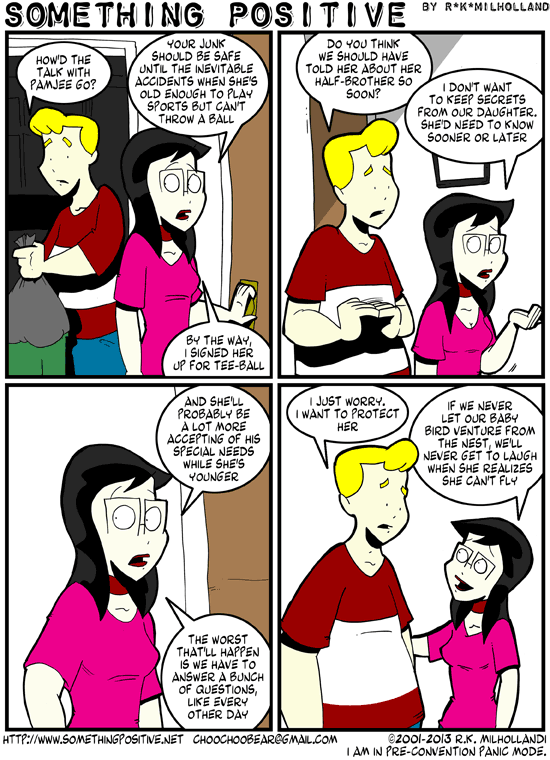 SOMETHING POSITIVE BY R*K*MILHOLLAND
HOW'D THE
TALK WITH
PAMJEE GO?
YOUR JUNK
SHOULD BE SAFE
UNTIL THE INEVITABLE
ACCIDENTS WHEN SHE'S
OLD ENOUGH TO PLAY
SPORTS BUT CAN'T
THROW A BALL
BY THE WAY,
I SIGNED HER
UP FOR TEE-BALL
DO YOU THINK
WE SHOULD HAVE
TOLD HER ABOUT HER
HALF-BROTHER SO
SOON?
I DON'T WANT
TO KEEP SECRETS
FROM OUR DAUGHTER.
SHE'D NEED TO KNOW
SOONER OR LATER
AND SHE'LL
PROBABLY BE
A LOT MORE
ACCEPTING OF HIS
SPECIAL NEEDS
WHILE SHE'S
YOUNGER
THE WORST
THAT'LL HAPPEN
IS WE HAVE TO
ANSWER A BUNCH
OF QUESTIONS,
LIKE EVERY
OTHER DAY
I JUST WORRY.
I WANT TO PROTECT
HER
IF WE NEVER
LET OUR BABY
BIRD VENTURE FROM
THE NEST, WE'LL
NEVER GET TO LAUGH
WHEN SHE REALIZES
SHE CAN'T FLY
HTTP://WWW.SOMETHINGPOSITIVE.NET CHOOCHOOBEAR@GMAIL.COM ©2001-2013 R.K. MILHOLLAND!
I AM IN PRE-CONVENTION PANIC MODE.